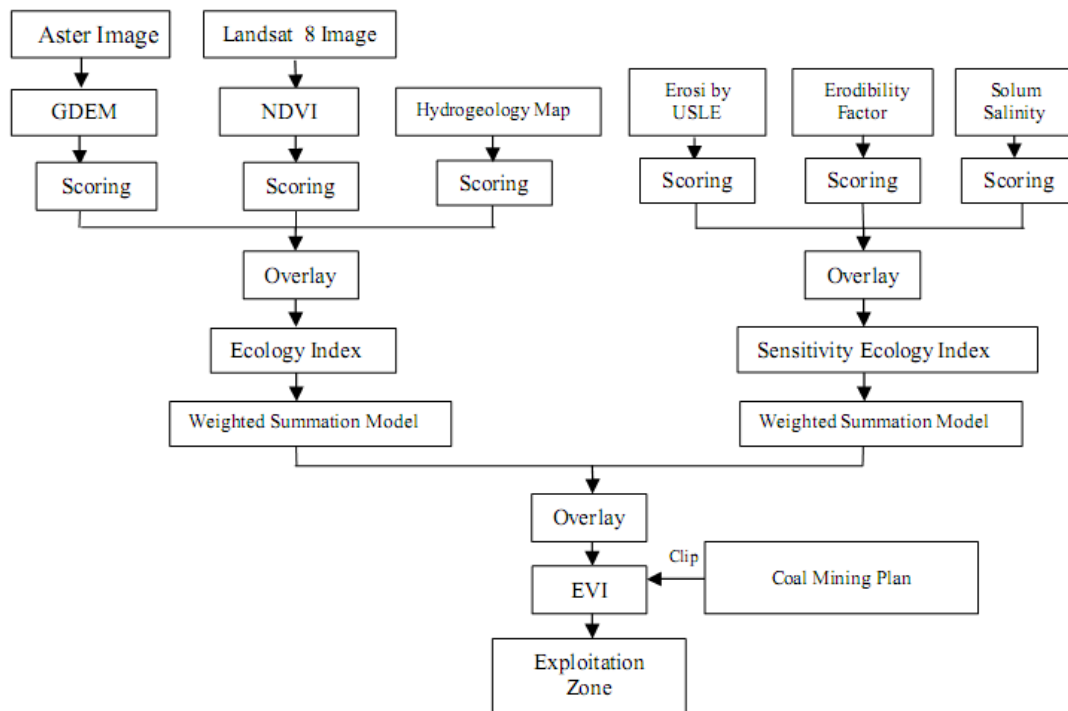 Aster Image
Landsat 8 Image
GDEM
NDVI
Hydrogeology Map
Erosi by
USLE
Erodibility
Factor
Solum
Salinity
Scoring
Scoring
Scoring
Scoring
Scoring
Scoring
Overlay
Overlay
Ecology Index
Sensitivity Ecology Index
Weighted Summation Model
Weighted Summation Model
Overlay
Clip
EVI
Coal Mining Plan
Exploitation
Zone